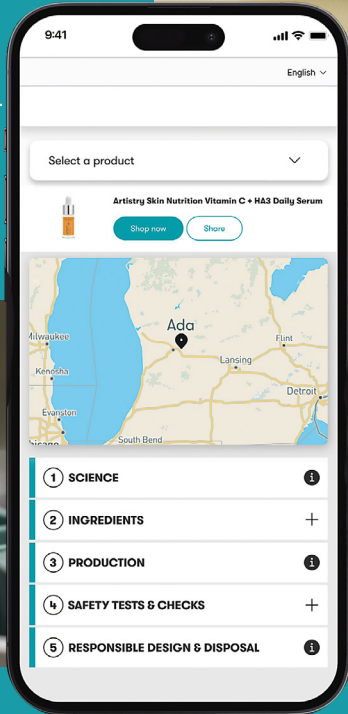 9:41
English
Select a product
Artistry Skin Nutrition Vitamin C + HA3 Daily Serum
Shop now
Share
Milwaukee
Ada
Flint
Kenosha
Lansing
Detroit
Evanston
South Bend
1 SCIENCE
2 INGREDIENTS
3 PRODUCTION
4 SAFETY TESTS & CHECKS
5 RESPONSIBLE DESIGN & DISPOSAL